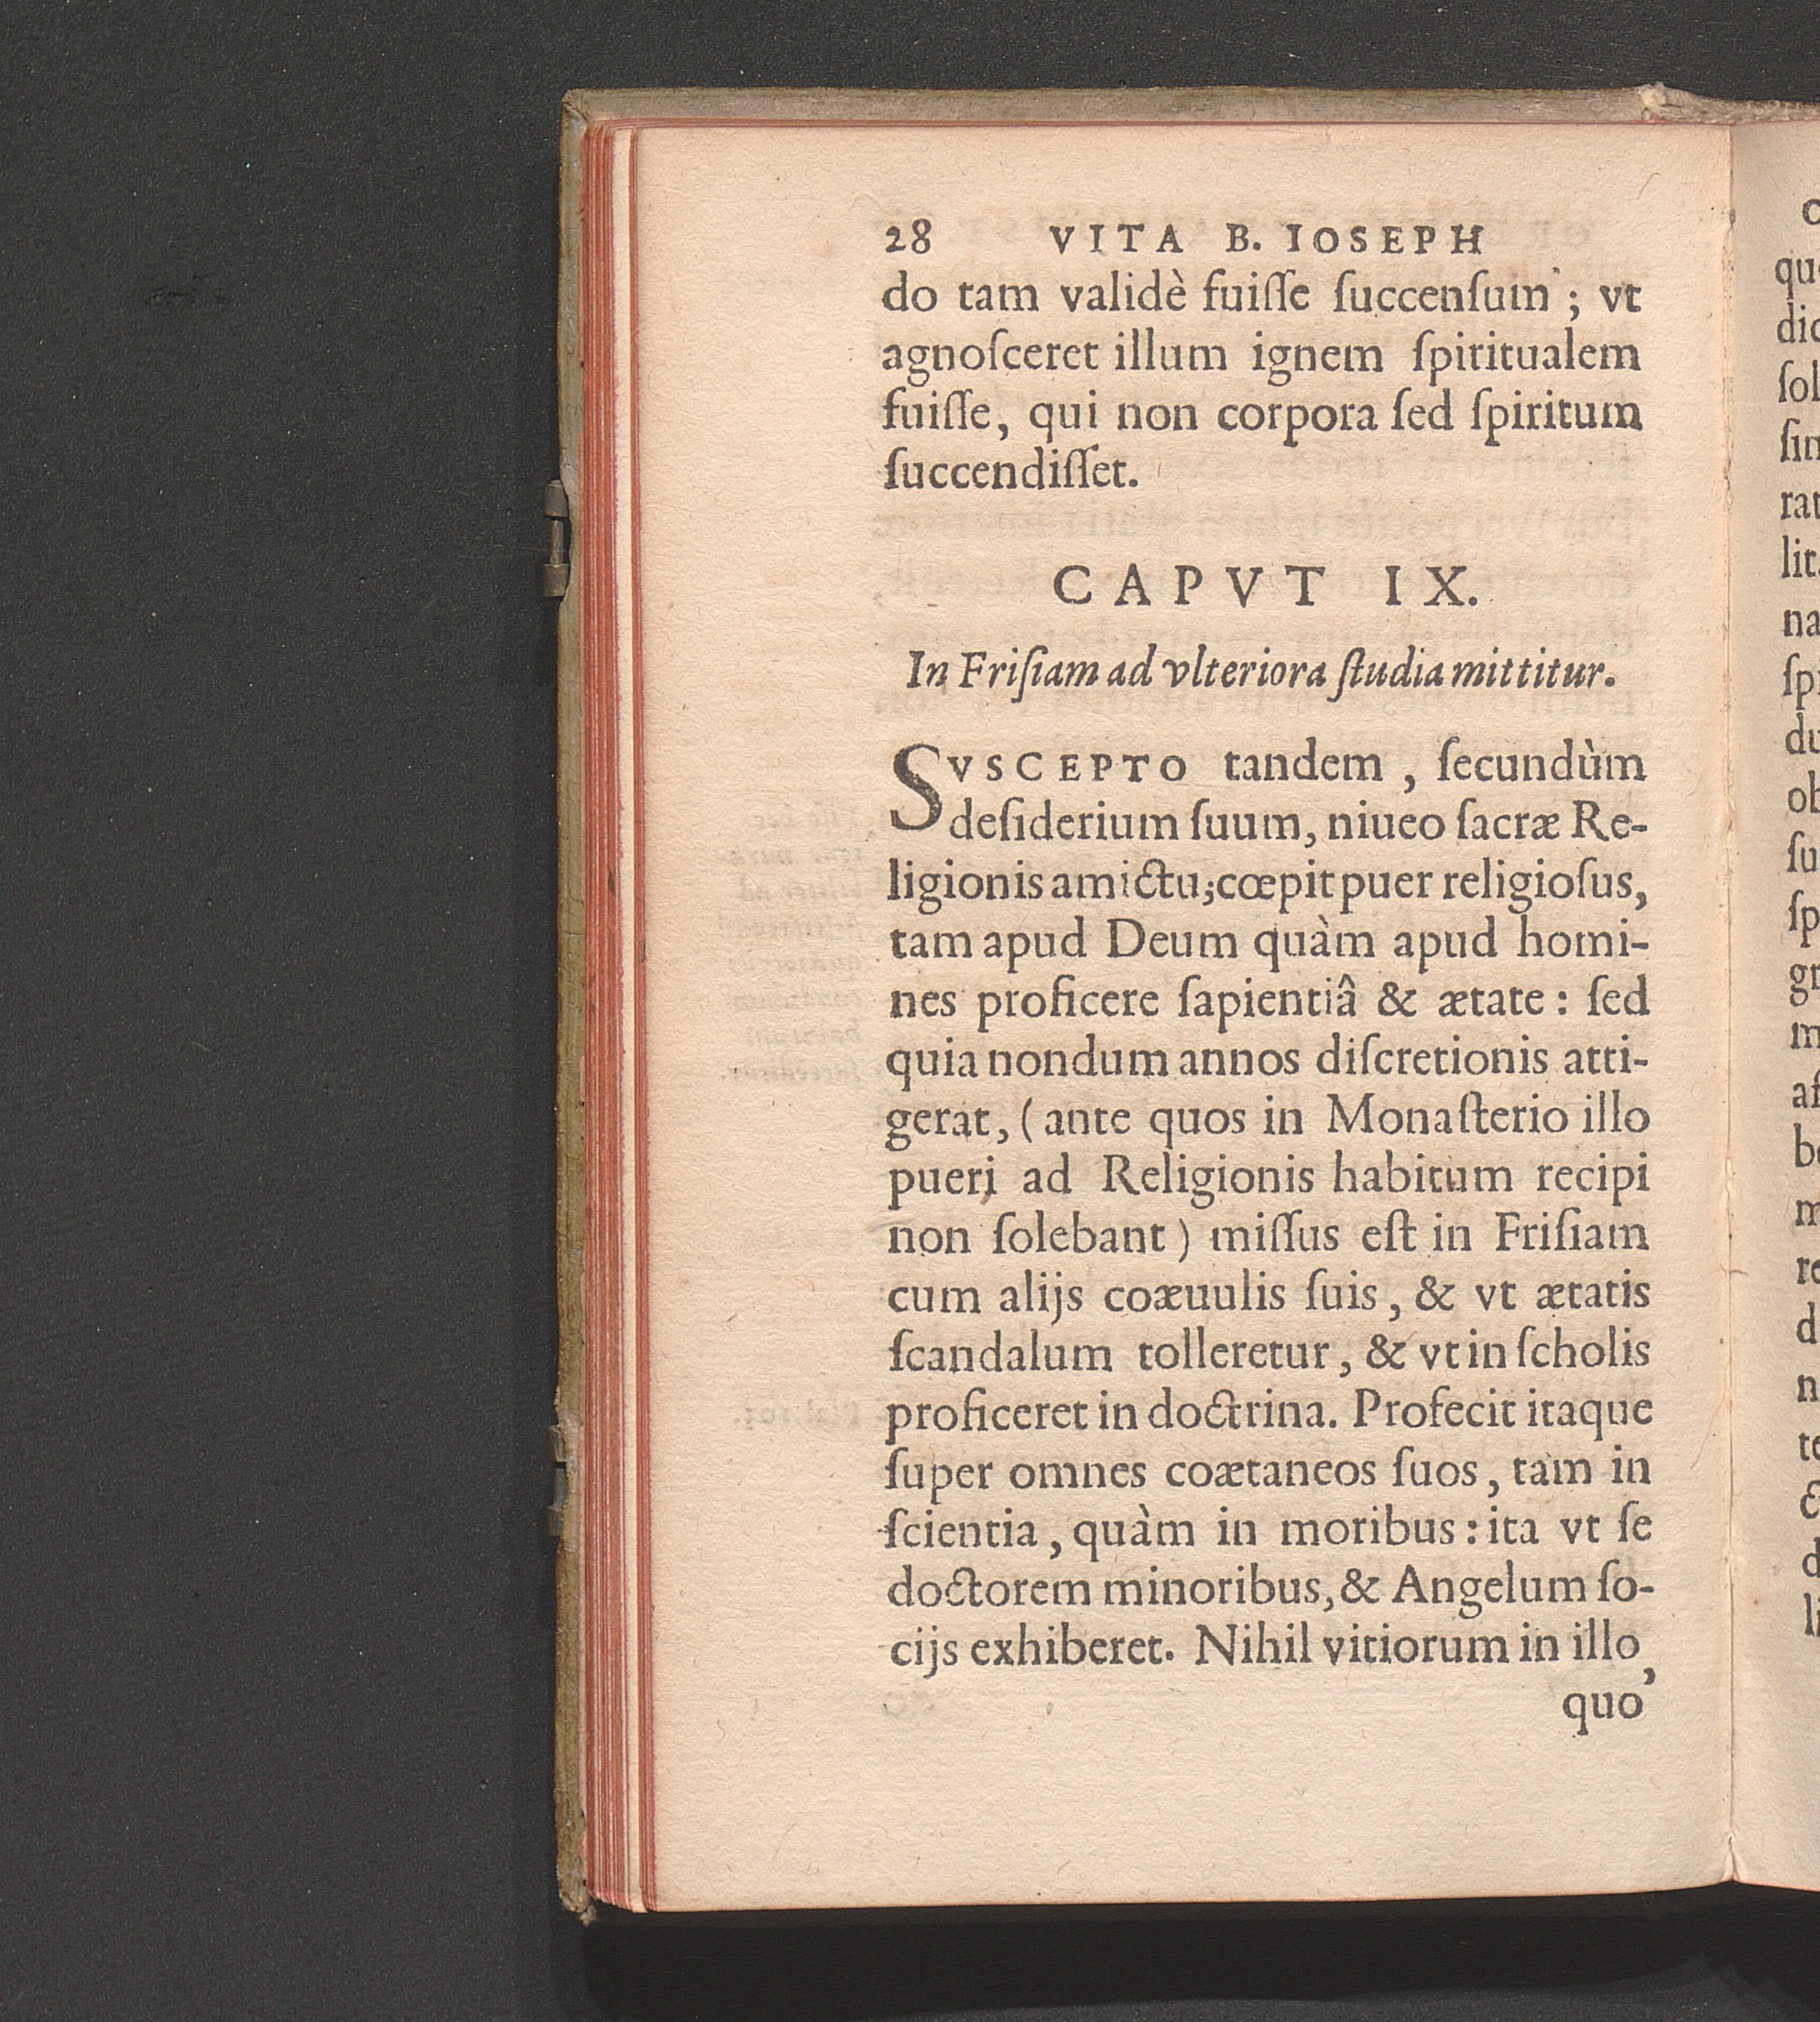 28 VITA B. IOSEPH
do tam validè fuiſſe ſuccenſum ; vt
agnoſceret illum ignem ſpiritualem
fuiſſe, qui non corpora ſed ſpiritum
ſuccendiſſet.
CAPVT IX.
In Friſiam ad vlteriora ſtudia mittitur.
SVSCEPTO tandem , ſecundùm
deſiderium ſuum, niueo ſacræ Re-
ligionis amictu; cœpit puer religioſus,
tam apud Deum quàm apud homi-
nes proficere ſapientiâ & ætate : ſed
quia nondum annos diſcretionis atti-
gerat, ( ante quos in Monaſterio illo
pueri ad Religionis habitum recipi
non ſolebant ) miſſus eſt in Friſiam
cum alijs coæuulis ſuis , & vt ætatis
ſcandalum tolleretur , & vt in ſcholis
proficeret in doctrina. Profecit itaque
ſuper omnes coætaneos ſuos , tam in
ſcientia , quàm in moribus : ita vt ſe
doctorem minoribus, & Angelum ſo-
cijs exhiberet. Nihil vitiorum in illo,
quo